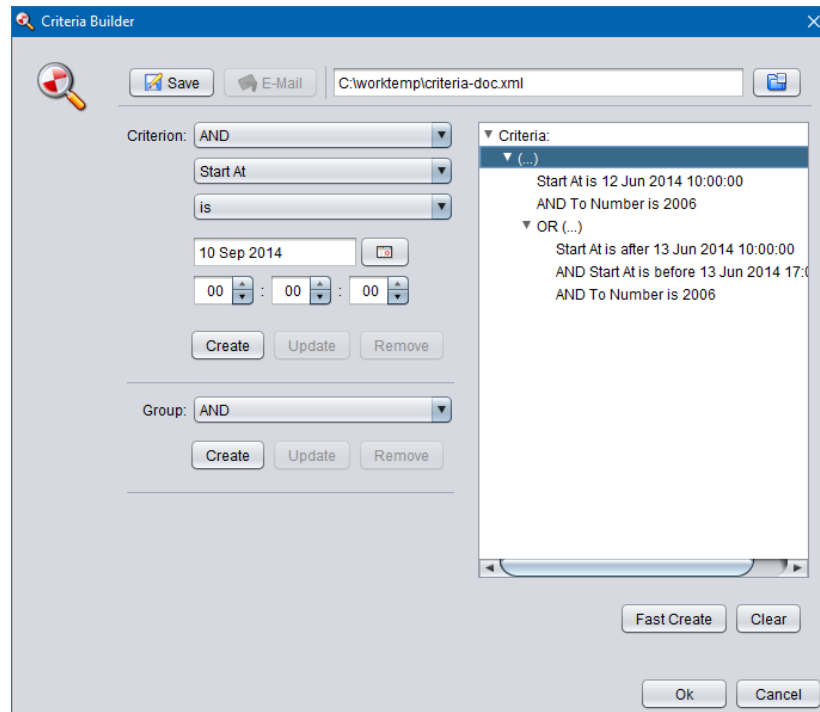 Criteria Builder
Save
E-Mail
C:\worktemp\criteria-doc.xml
Criterion: AND
Start At
is
10 Sep 2014
00 : 00 : 00
Create Update Remove
Group: AND
Create Update Remove
Criteria:
(...)
Start At is 12 Jun 2014 10:00:00
AND To Number is 2006
OR (...)
Start At is after 13 Jun 2014 10:00:00
AND Start At is before 13 Jun 2014 17:0
AND To Number is 2006
Fast Create Clear
Ok Cancel